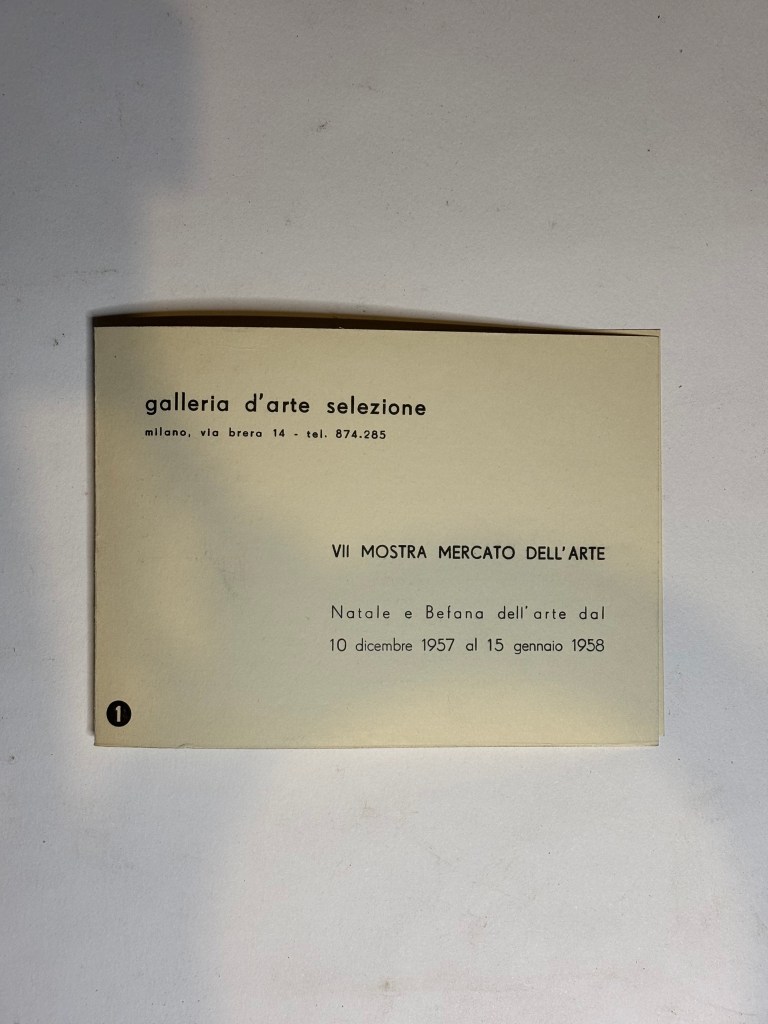 galleria d'arte selezione
milano, via brera 14 - tel. 874.285
VII MOSTRA MERCATO DELL'ARTE
Natale e Befana dell'arte dal
10 dicembre 1957 al 15 gennaio 1958
1